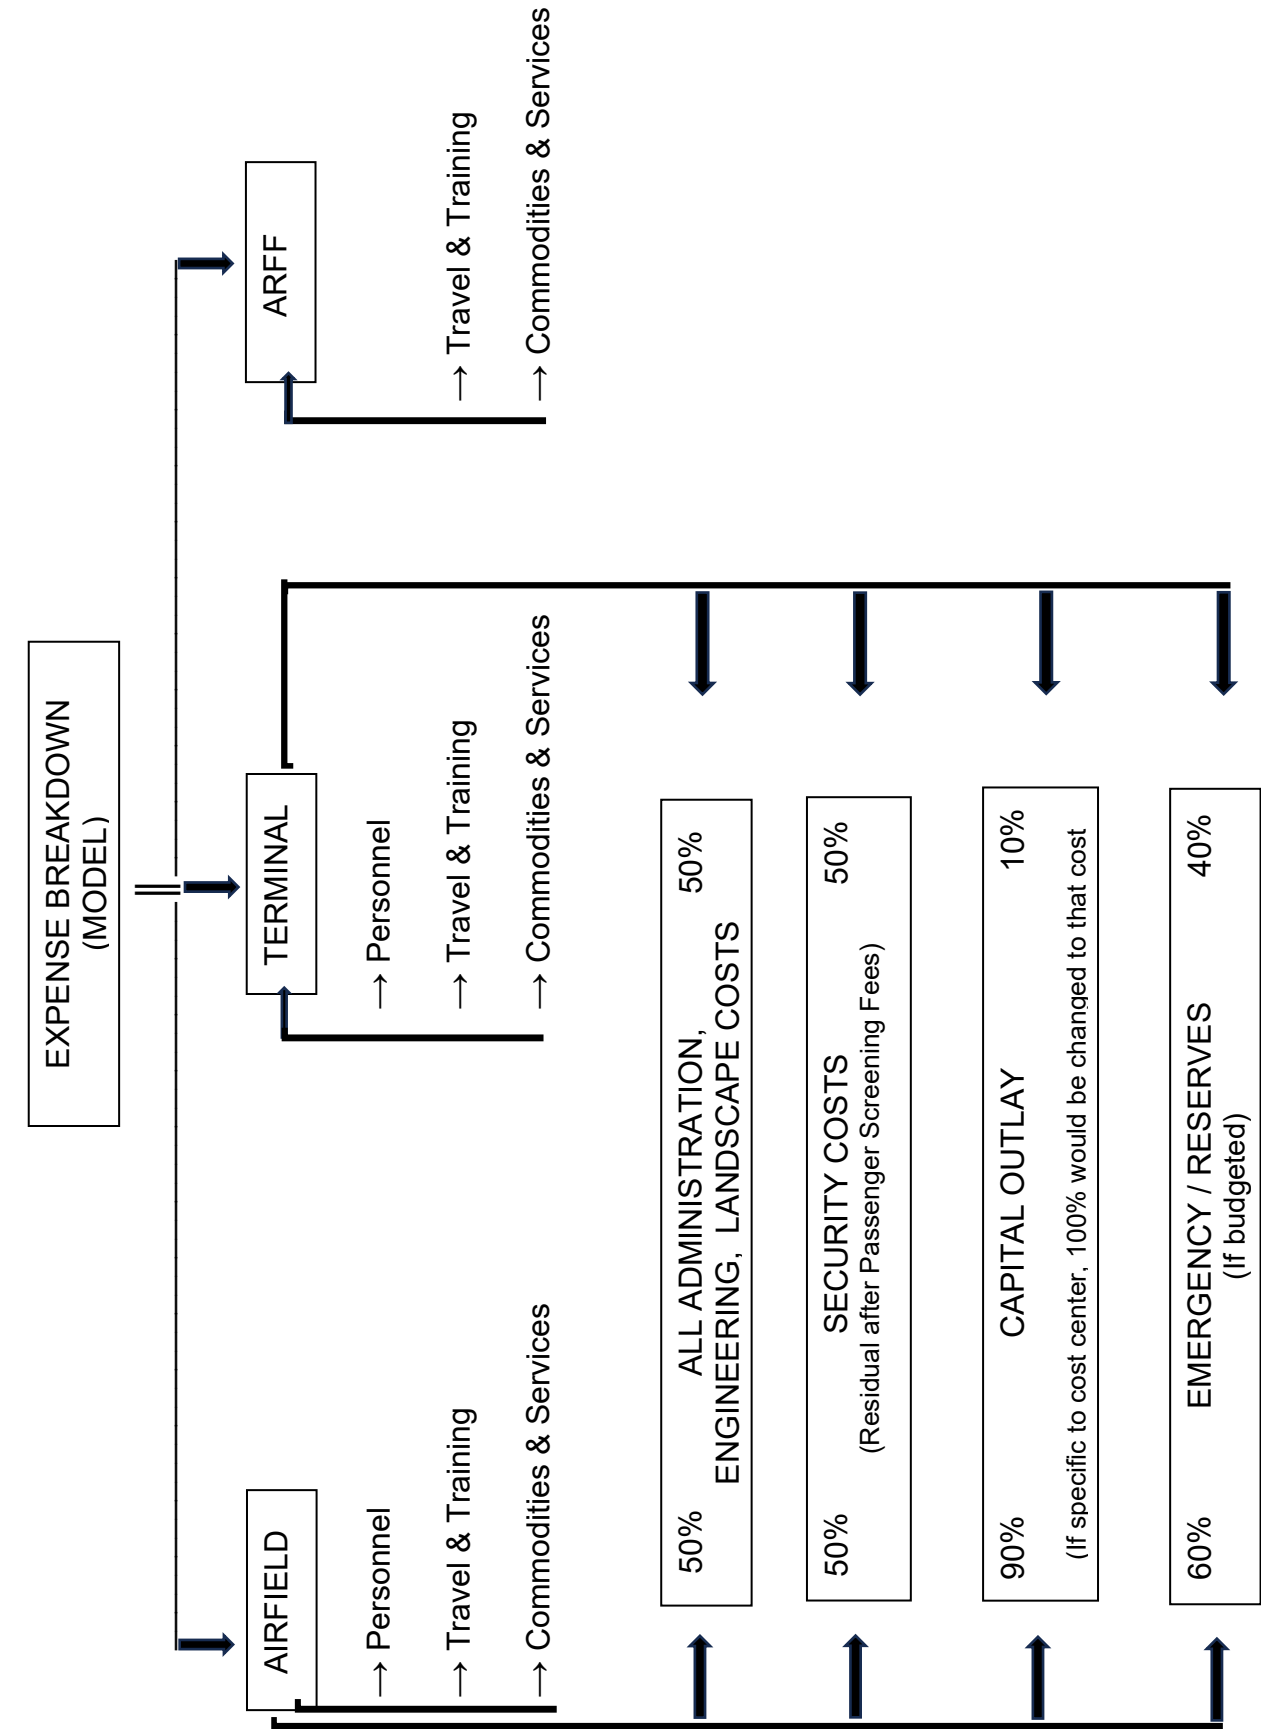 EXPENSE BREAKDOWN
(MODEL)
AIRFIELD
→ Personnel
→ Travel & Training
→ Commodities & Services
TERMINAL
→ Personnel
→ Travel & Training
→ Commodities & Services
ARFF
→ Travel & Training
→ Commodities & Services
50% ALL ADMINISTRATION, 50%
ENGINEERING, LANDSCAPE COSTS
50% SECURITY COSTS 50%
(Residual after Passenger Screening Fees)
90% CAPITAL OUTLAY 10%
(If specific to cost center, 100% would be changed to that cost
60% EMERGENCY / RESERVES 40%
(If budgeted)